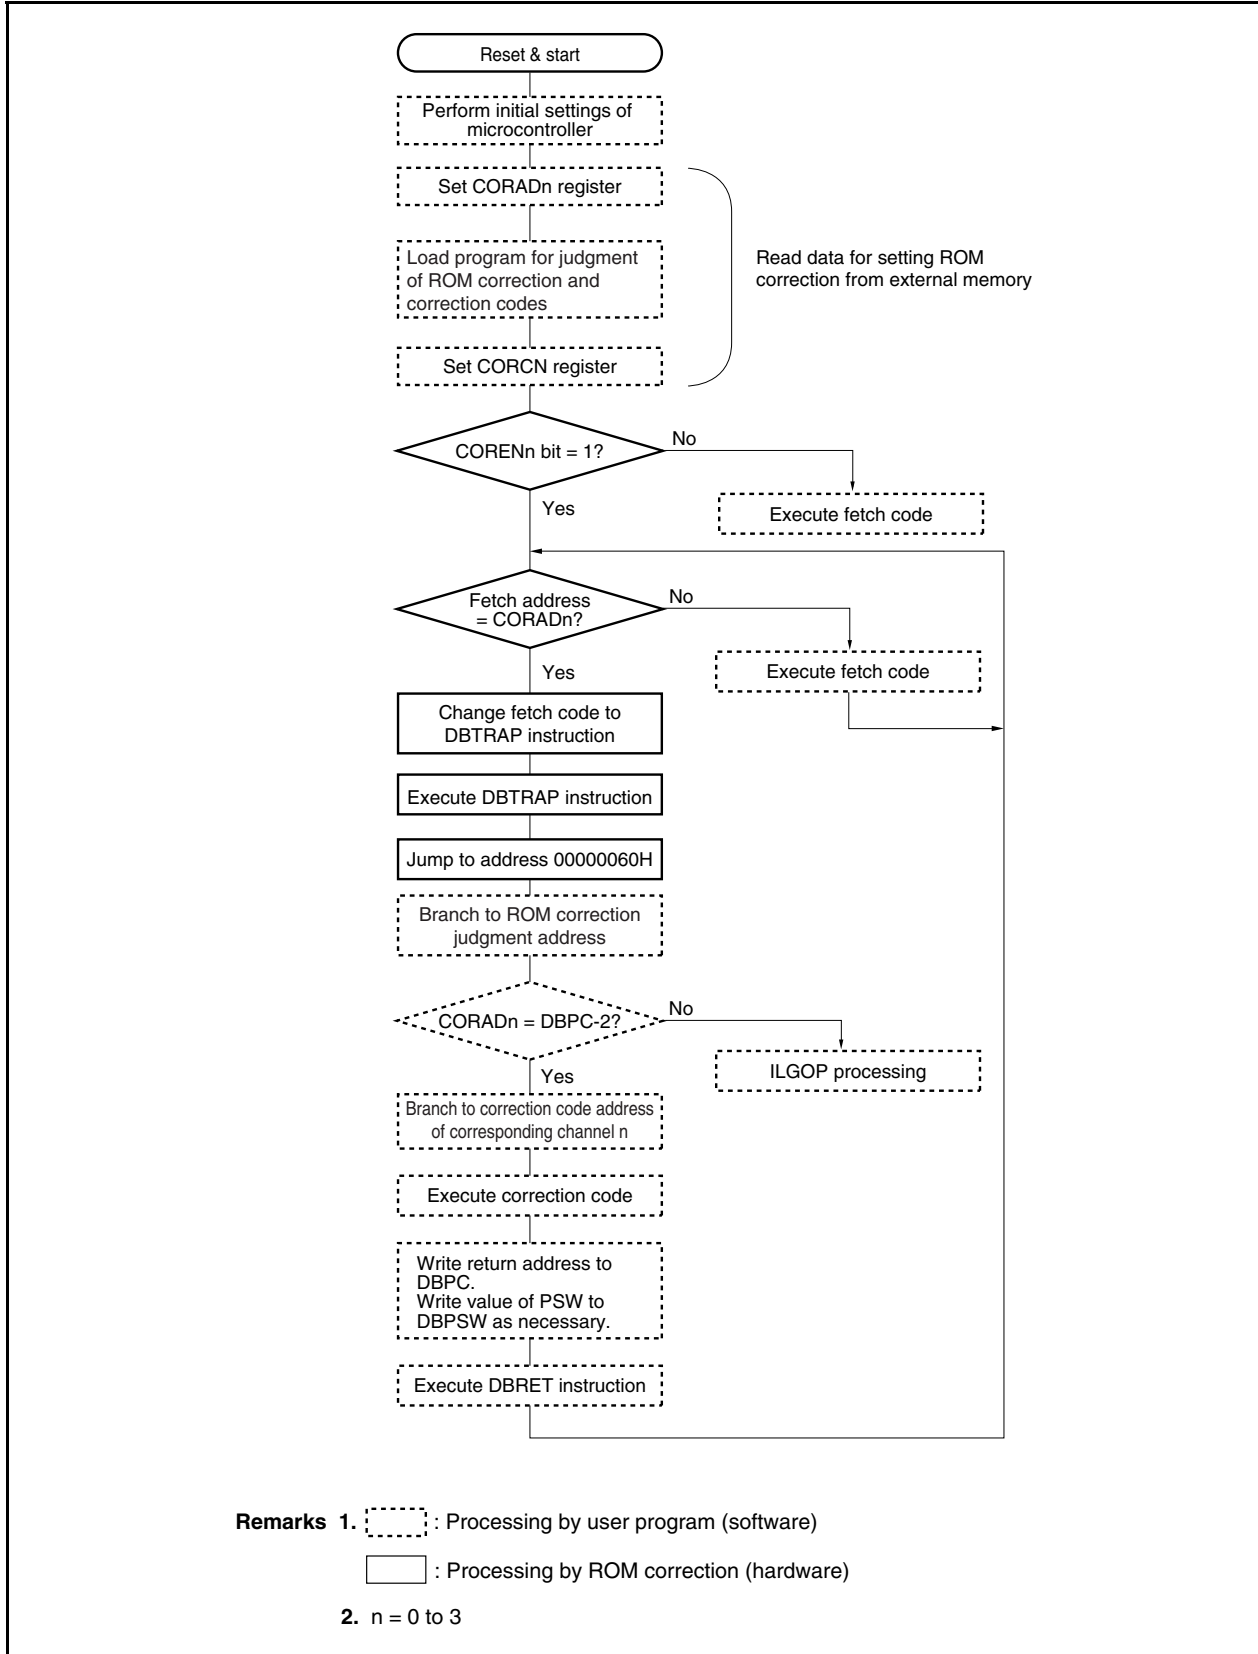 Reset & start
Perform initial settings of
microcontroller
Set CORADn register
Load program for judgment
of ROM correction and
correction codes
Read data for setting ROM
correction from external memory
Set CORCN register
CORENn bit = 1?
No
Yes
Execute fetch code
Fetch address
= CORADn?
No
Yes
Execute fetch code
Change fetch code to
DBTRAP instruction
Execute DBTRAP instruction
Jump to address 00000060H
Branch to ROM correction
judgment address
CORADn = DBPC-2?
No
Yes
ILGOP processing
Branch to correction code address
of corresponding channel n
Execute correction code
Write return address to
DBPC.
Write value of PSW to
DBPSW as necessary.
Execute DBRET instruction
Remarks 1. : Processing by user program (software)
: Processing by ROM correction (hardware)
2. n = 0 to 3